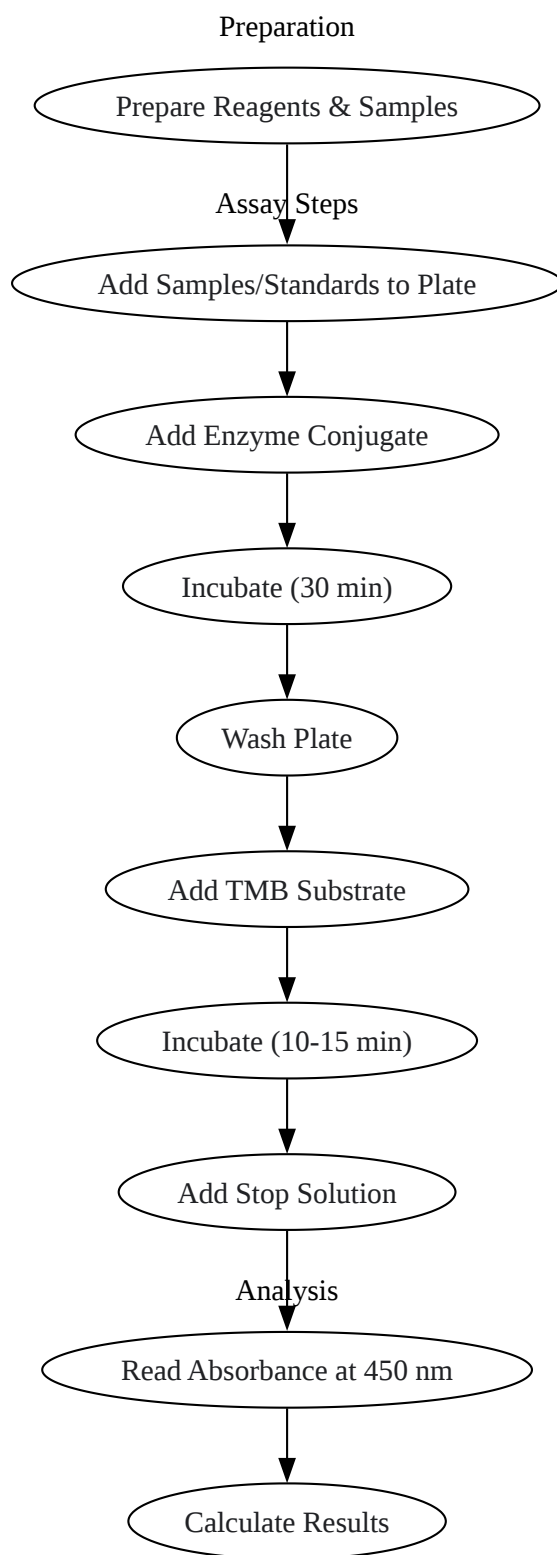 Preparation
Prepare Reagents & Samples
Assay Steps
Add Samples/Standards to Plate
Add Enzyme Conjugate
Incubate (30 min)
Wash Plate
Add TMB Substrate
Incubate (10-15 min)
Add Stop Solution
Analysis
Read Absorbance at 450 nm
Calculate Results